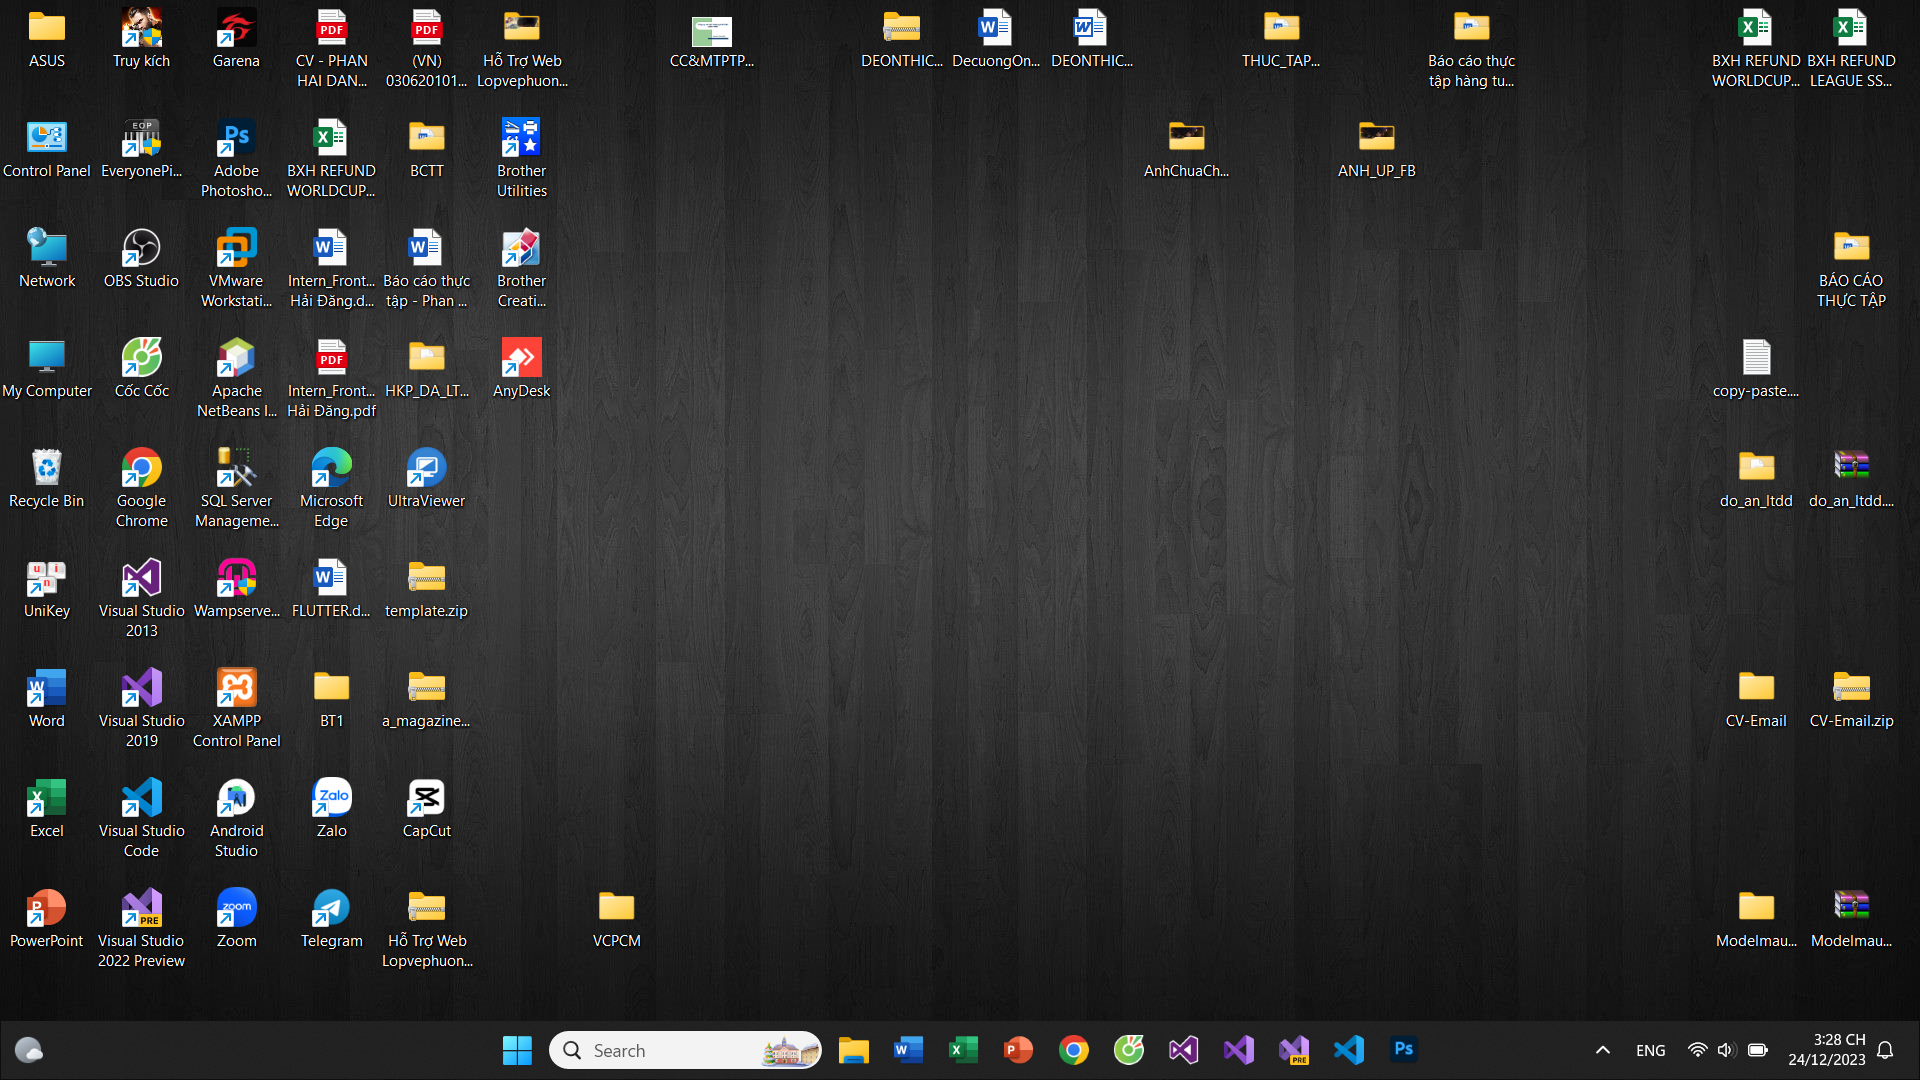 ASUS
Truy kích
Garena
CV - PHAN
HAI DAN...
(VN)
030620101...
Hỗ Trợ Web
Lopvephuon...
CC&MTPTP...
DEONTHIC...
DecuongOn...
DEONTHIC...
THUC_TAP...
Báo cáo thực
tập hàng tu...
BXH REFUND
WORLDCUP...
BXH REFUND
LEAGUE SS...
Control Panel
EOP
EveryonePi...
Adobe
Photosho...
BXH REFUND
WORLDCUP...
BCTT
Brother
Utilities
AnhChuaCh...
ANH_UP_FB
Network
OBS Studio
VMware
Workstati...
Intern_Front...
Hải Đăng.d...
Báo cáo thực
tập - Phan ...
Brother
Creati...
BÁO CÁO
THỰC TẬP
My Computer
Cốc Cốc
Apache
NetBeans I...
Intern_Front...
Hải Đăng.pdf
HKP_DA_LT...
AnyDesk
copy-paste....
Recycle Bin
Google
Chrome
SQL Server
Manageme...
Microsoft
Edge
UltraViewer
do_an_ltdd
do_an_ltdd....
UniKey
Visual Studio
2013
Wampserve...
FLUTTER.d...
template.zip
Word
Visual Studio
2019
XAMPP
Control Panel
BT1
a_magazine...
CV-Email
CV-Email.zip
Excel
Visual Studio
Code
Android
Studio
Zalo
Zalo
CapCut
PowerPoint
PRE
Visual Studio
2022 Preview
zoom
Zoom
Telegram
Hỗ Trợ Web
Lopvephuon...
VCPCM
Modelmau...
Modelmau...
Search
PRE
Ps
ENG
3:28 CH
24/12/2023